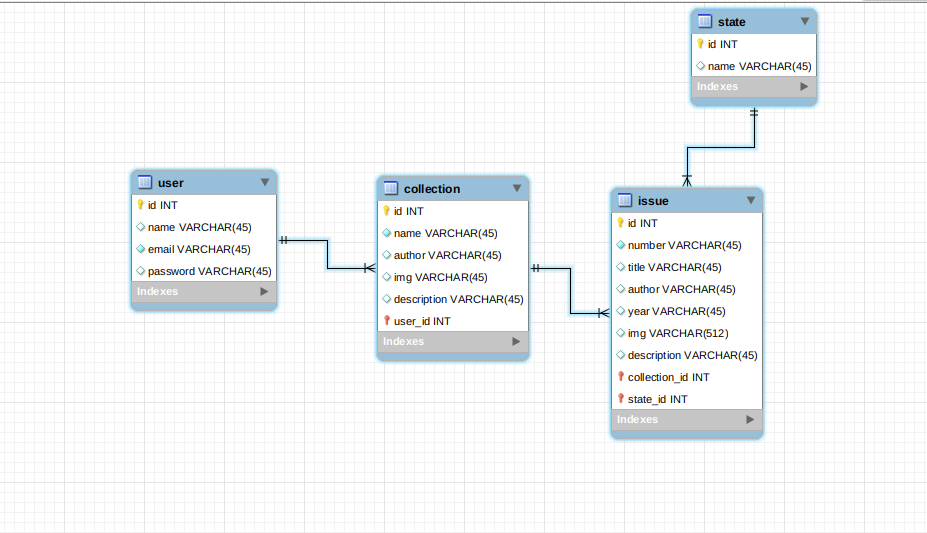 state
id INT
name VARCHAR(45)
Indexes
user
id INT
name VARCHAR(45)
email VARCHAR(45)
password VARCHAR(45)
Indexes
collection
id INT
name VARCHAR(45)
author VARCHAR(45)
img VARCHAR(45)
description VARCHAR(45)
user_id INT
Indexes
issue
id INT
number VARCHAR(45)
title VARCHAR(45)
author VARCHAR(45)
year VARCHAR(45)
img VARCHAR(512)
description VARCHAR(45)
collection_id INT
state_id INT
Indexes